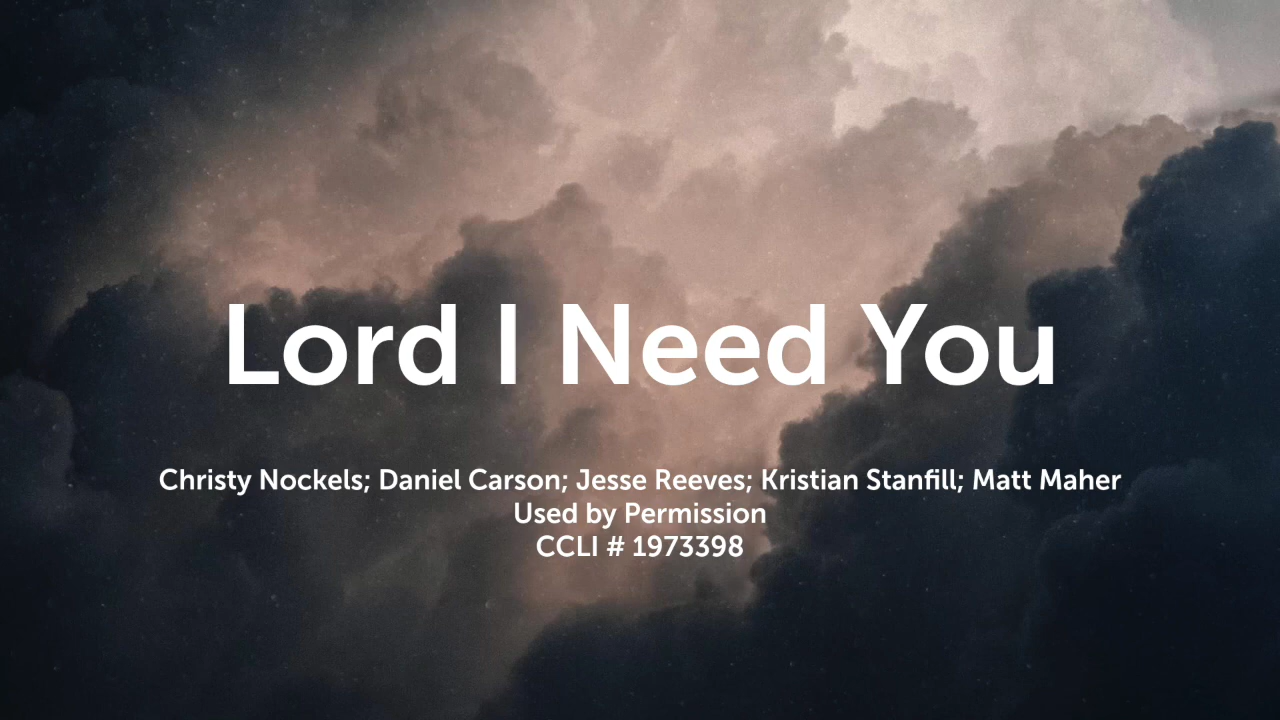 Lord I Need You
Christy Nockels; Daniel Carson; Jesse Reeves; Kristian Stanfill; Matt Maher
Used by Permission
CCLI # 1973398